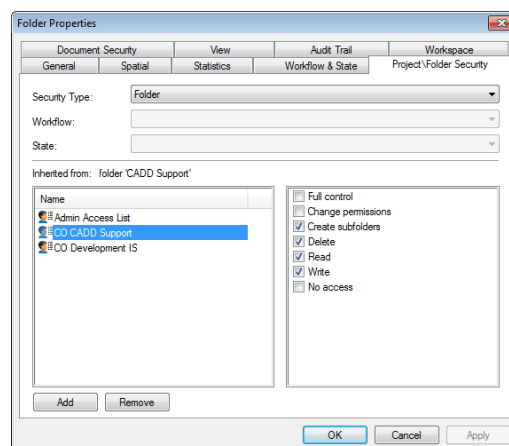 Folder Properties
Document Security View Audit Trail Workspace
General Spatial Statistics Workflow & State Project\Folder Security
Security Type: Folder
Workflow:
State:
Inherited from: folder 'CADD Support'
Name
Admin Access List
CO CADD Support
CO Development IS
Full control
Change permissions
Create subfolders
Delete
Read
Write
No access
Add Remove
OK Cancel Apply